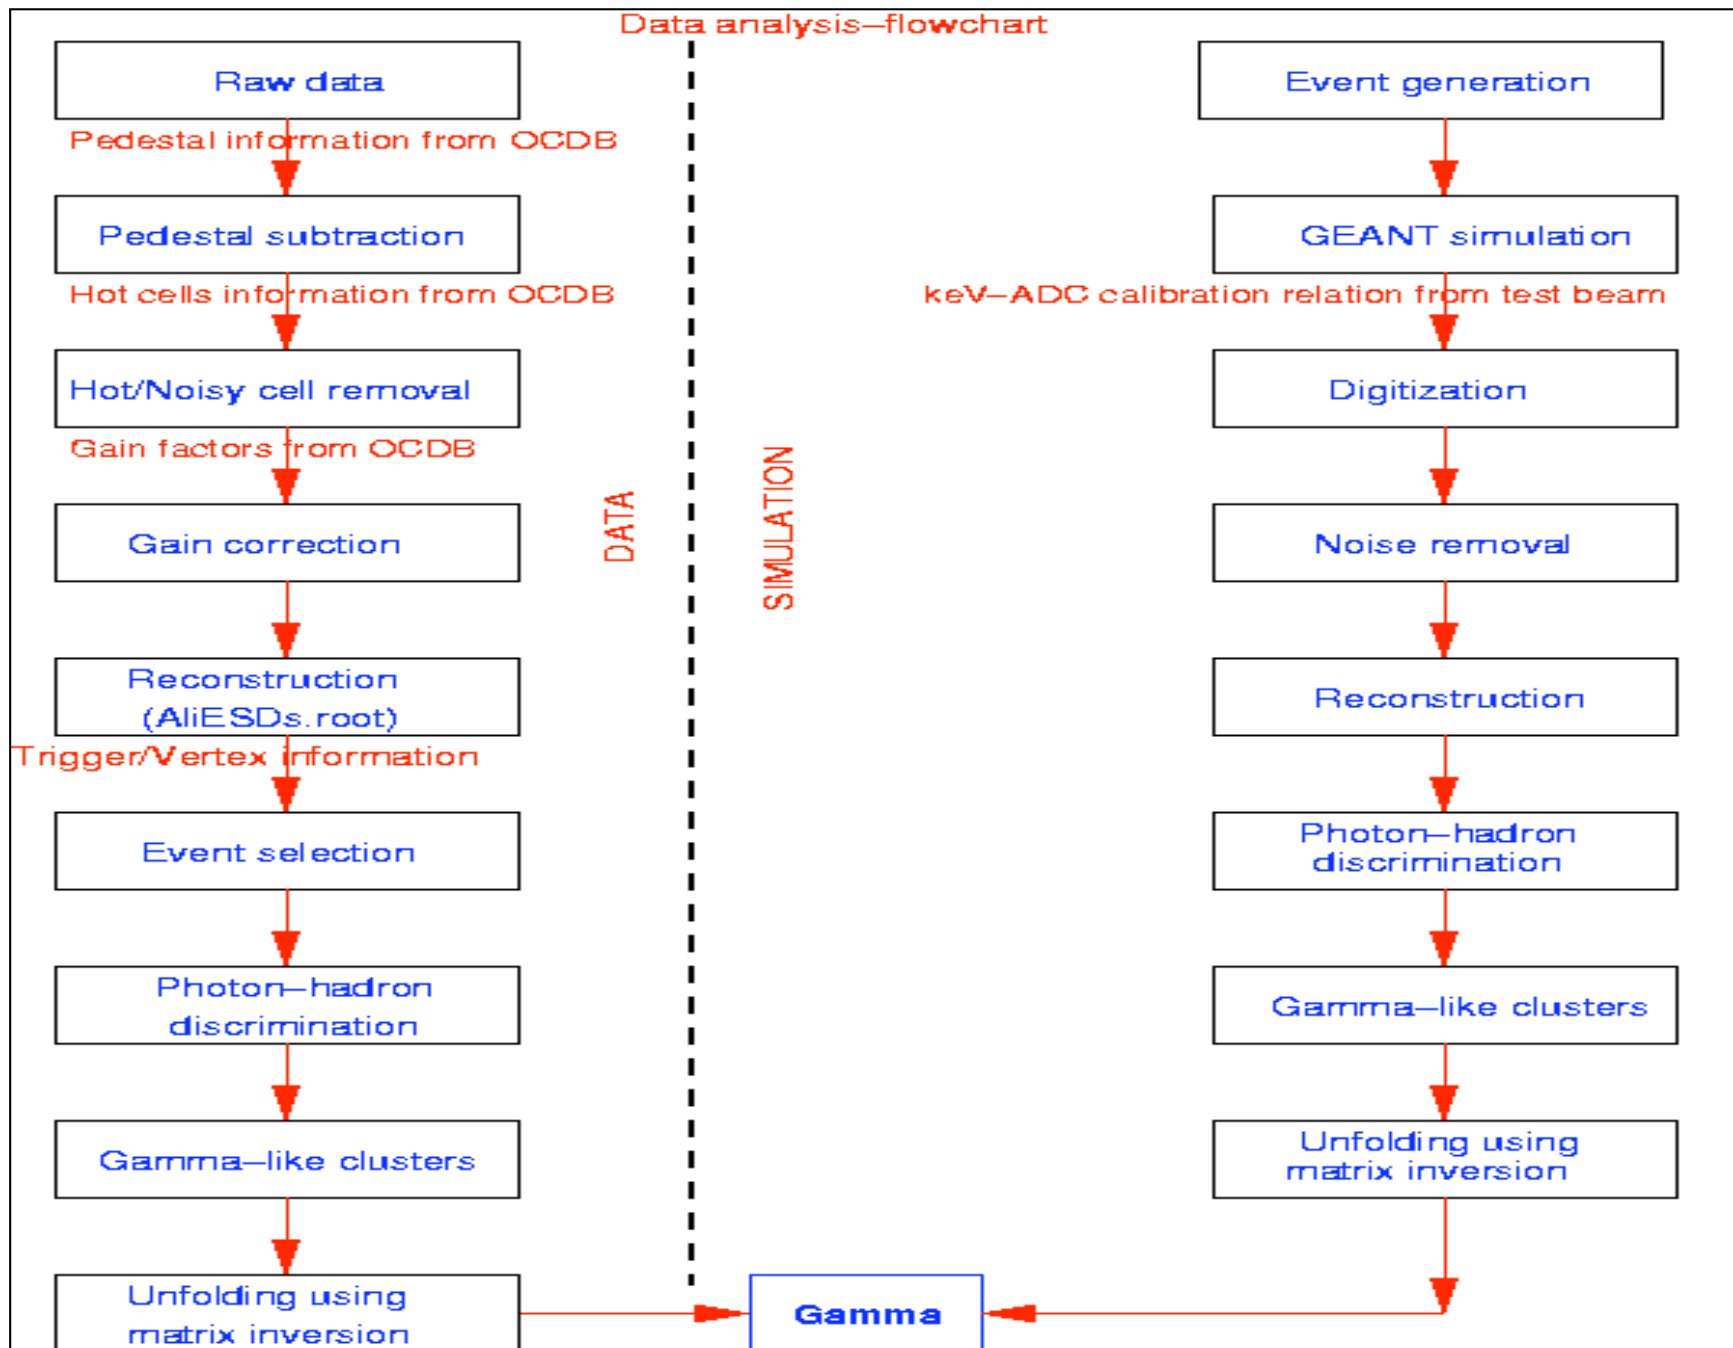 Data analysis–flowchart
Raw data
Pedestal information from OCDB
Pedestal subtraction
Hot cells information from OCDB
Hot/Noisy cell removal
Gain factors from OCDB
Gain correction
Reconstruction
(AliESDs.root)
Trigger/Vertex information
Event selection
Photon–hadron
discrimination
Gamma–like clusters
Unfolding using
matrix inversion
DATA
SIMULATION
Event generation
GEANT simulation
keV–ADC calibration relation from test beam
Digitization
Noise removal
Reconstruction
Photon–hadron
discrimination
Gamma–like clusters
Unfolding using
matrix inversion
Gamma